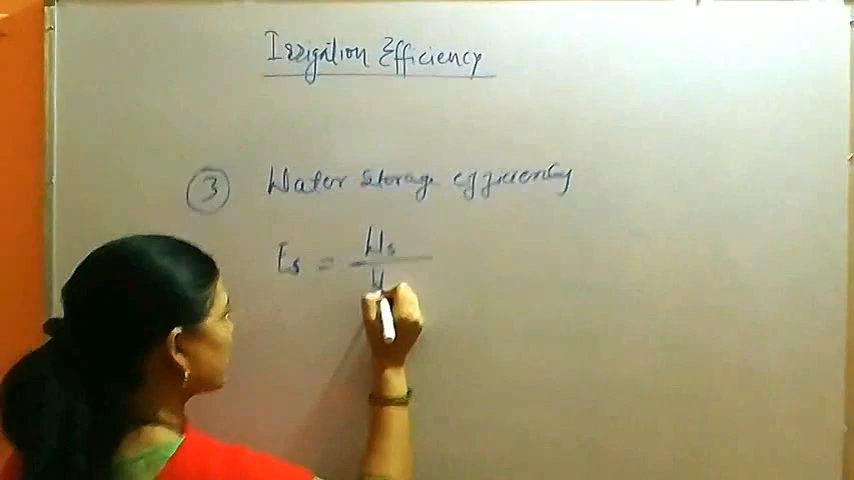 Irrigation Efficiency
3 Water storage efficiency
Es = Ws
W